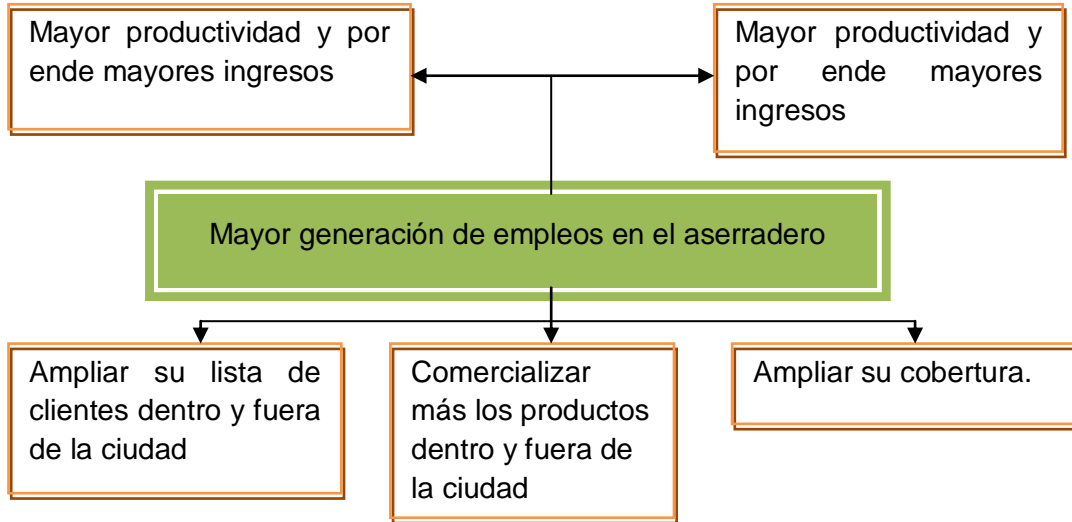 Mayor productividad y por
ende mayores ingresos
Mayor productividad y
por ende mayores
ingresos
Mayor generación de empleos en el aserradero
Ampliar su lista de
clientes dentro y fuera
de la ciudad
Comercializar
más los productos
dentro y fuera de
la ciudad
Ampliar su cobertura.